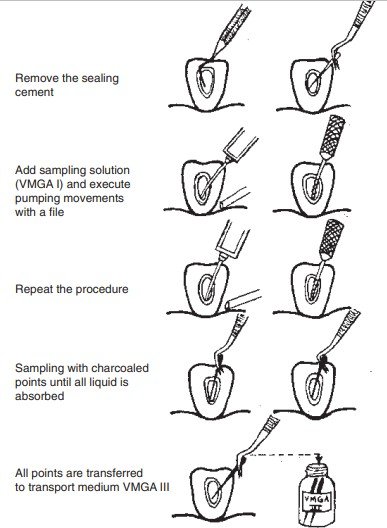 Remove the sealing
cement
Add sampling solution
(VMGA I) and execute
pumping movements
with a file
Repeat the procedure
Sampling with charcoaled
points until all liquid is
absorbed
All points are transferred
to transport medium VMGA III
VMGA
III